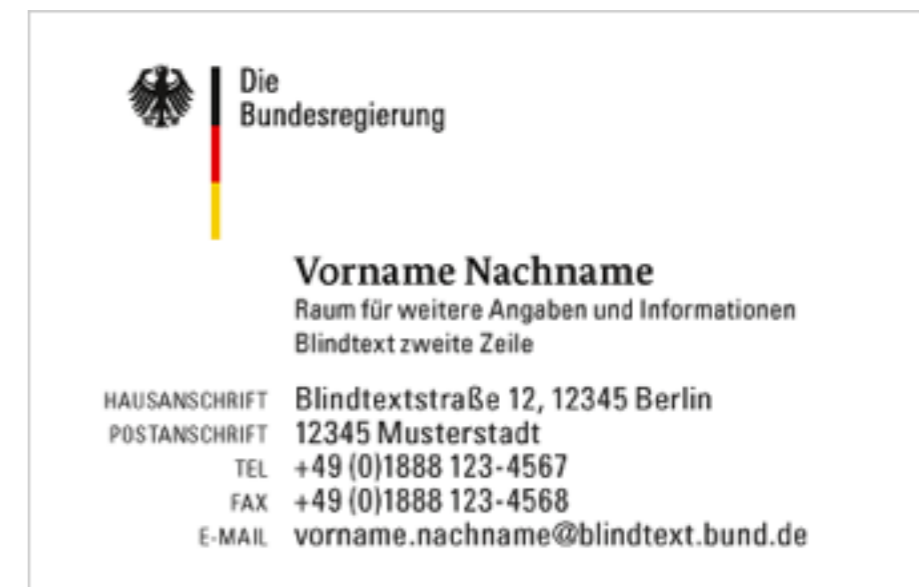 Die
Bundesregierung
Vorname Nachname
Raum für weitere Angaben und Informationen
Blindtext zweite Zeile
HAUSANSCHRIFT Blindtextstraße 12, 12345 Berlin
POSTANSCHRIFT 12345 Musterstadt
TEL +49 (0)1888 123-4567
FAX +49 (0)1888 123-4568
E-MAIL vorname.nachname@blindtext.bund.de